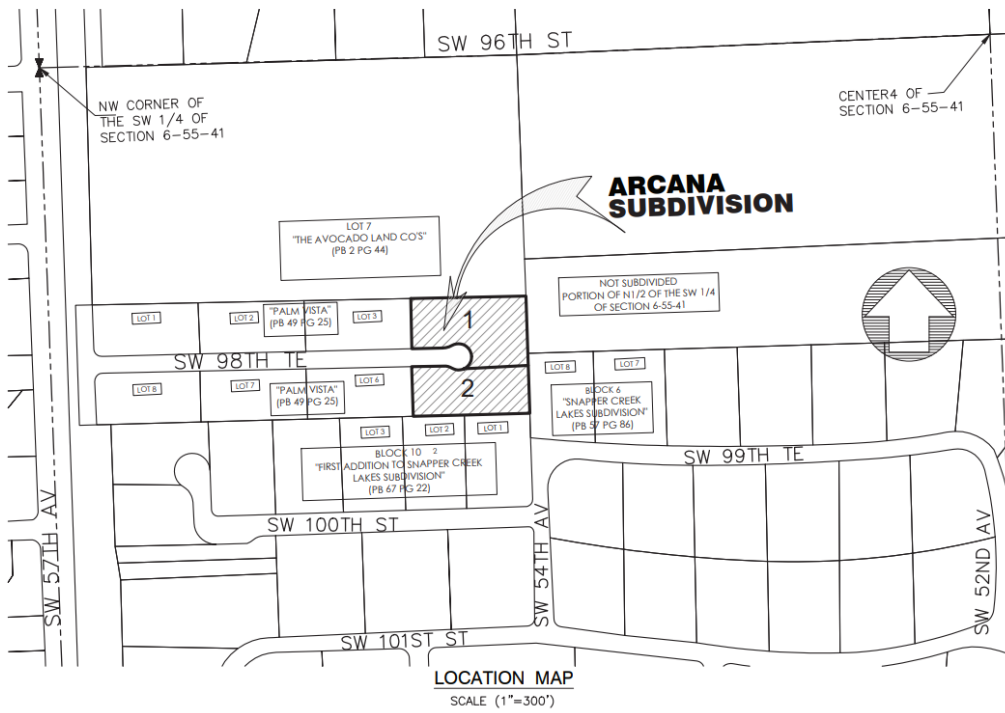 SW 96TH ST
NW CORNER OF
THE SW 1/4 OF
SECTION 6-55-41
CENTER4 OF
SECTION 6-55-41
ARCANA
SUBDIVISION
LOT 7
"THE AVOCADO LAND CO'S"
(PB 2 PG 44)
NOT SUBDIVIDED
PORTION OF N1/2 OF THE SW 1/4
OF SECTION 6-55-41
LOT 1
LOT 2
"PALM VISTA"
(PB 49 PG 25)
LOT 3
1
SW 98TH TE
LOT 8
LOT 7
"PALM VISTA"
(PB 49 PG 25)
LOT 6
2
LOT 8
LOT 7
BLOCK 6
"SNAPPER CREEK
LAKES SUBDIVISION"
(PB 57 PG 86)
LOT 3
LOT 2
LOT 1
BLOCK 10 2
"FIRST ADDITION TO SNAPPER CREEK
LAKES SUBDIVISION"
(PB 67 PG 22)
SW 99TH TE
SW 100TH ST
SW 57TH AV
SW 54TH AV
SW 52ND AV
SW 101ST ST
LOCATION MAP
SCALE (1"=300')